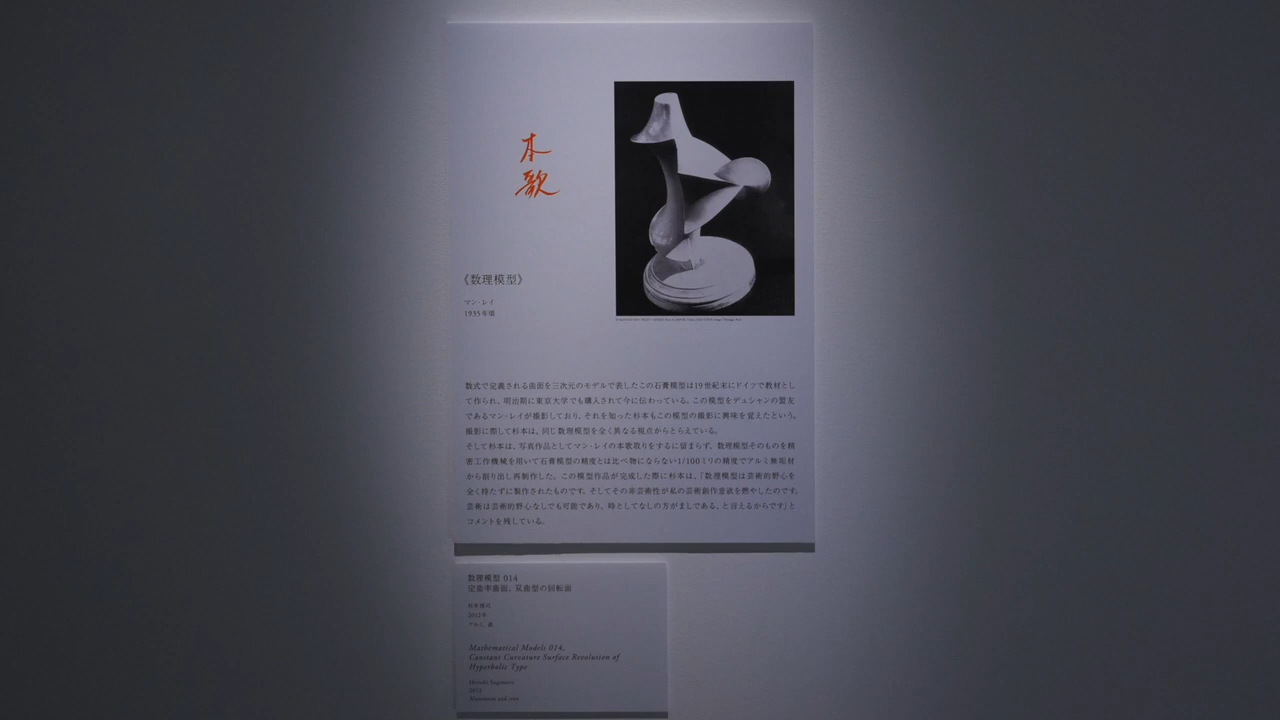 本
歌
《数理模型》
マン・レイ
1935年頃
数式で定義される曲面を三次元のモデルで表したこの石膏模型は19世紀末にドイツで教材とし
て作られ、明治期に東京大学でも購入されて今に伝わっている。この模型をデュシャンの盟友
であるマン・レイが撮影しており、それを知った杉本もこの模型の撮影に興味を覚えたという。
撮影に際して杉本は、同じ数理模型を全く異なる視点からとらえている。
そして杉本は、写真作品としてマン・レイの本歌取りをするに留まらず、数理模型そのものを精
密工作機械を用いて石膏模型の精度とは比べ物にならない1/100ミリの精度でアルミ無垢材
から削り出し再制作した。この模型作品が完成した際に杉本は、「数理模型は芸術的野心を
全く持たずに製作されたものです。そしてその非芸術性が私の芸術創作意欲を燃やしたのです。
芸術は芸術的野心なしでも可能であり、時としてなしの方がましである、と言えるからです」と
コメントを残している。
数理模型 014
定曲率曲面、双曲型の回転面
杉本博司
2012年
アルミ、鉄
Mathematical Models 014,
Constant Curvature Surface Revolution of
Hyperbolic Type
Hiroshi Sugimoto
2012
Aluminum and iron